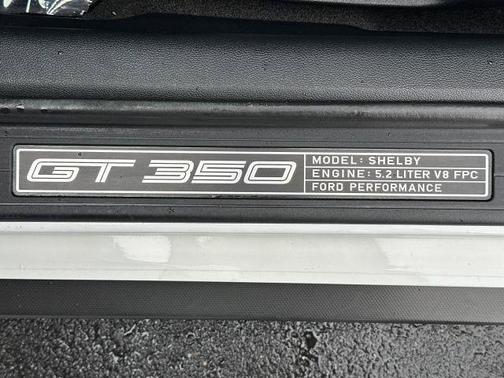 GT 350
MODEL: SHELBY
ENGINE: 5.2 LITER V8 FPC
FORD PERFORMANCE